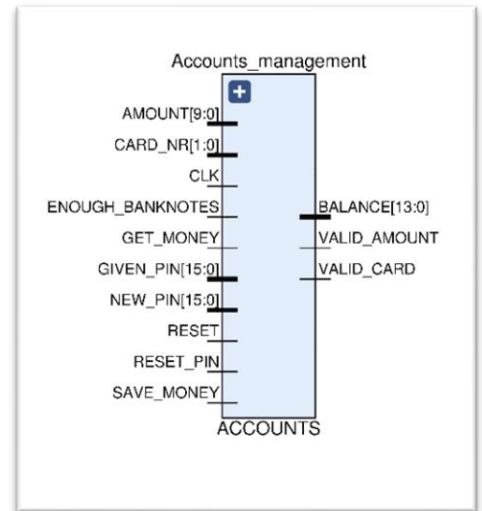 Accounts_management
AMOUNT[9:0]
CARD_NR[1:0]
CLK
ENOUGH_BANKNOTES
BALANCE[13:0]
GET_MONEY
VALID_AMOUNT
GIVEN_PIN[15:0]
VALID_CARD
NEW_PIN[15:0]
RESET
RESET_PIN
SAVE_MONEY
ACCOUNTS